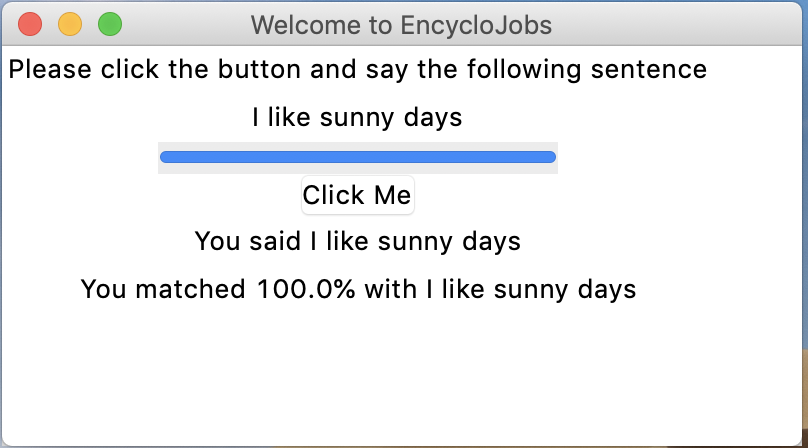 Welcome to EncycloJobs
Please click the button and say the following sentence
I like sunny days
Click Me
You said I like sunny days
You matched 100.0% with I like sunny days